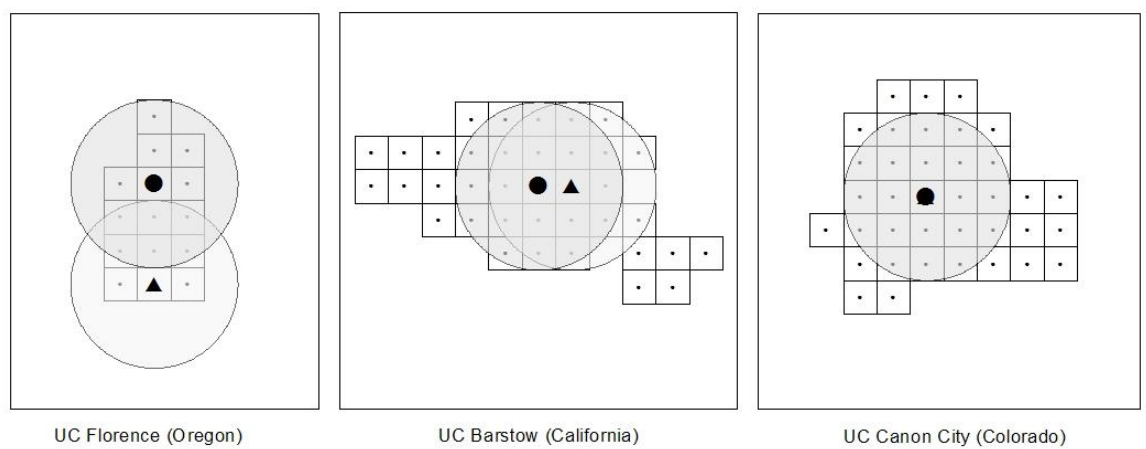 UC Florence (Oregon)
UC Barstow (California)
UC Canon City (Colorado)